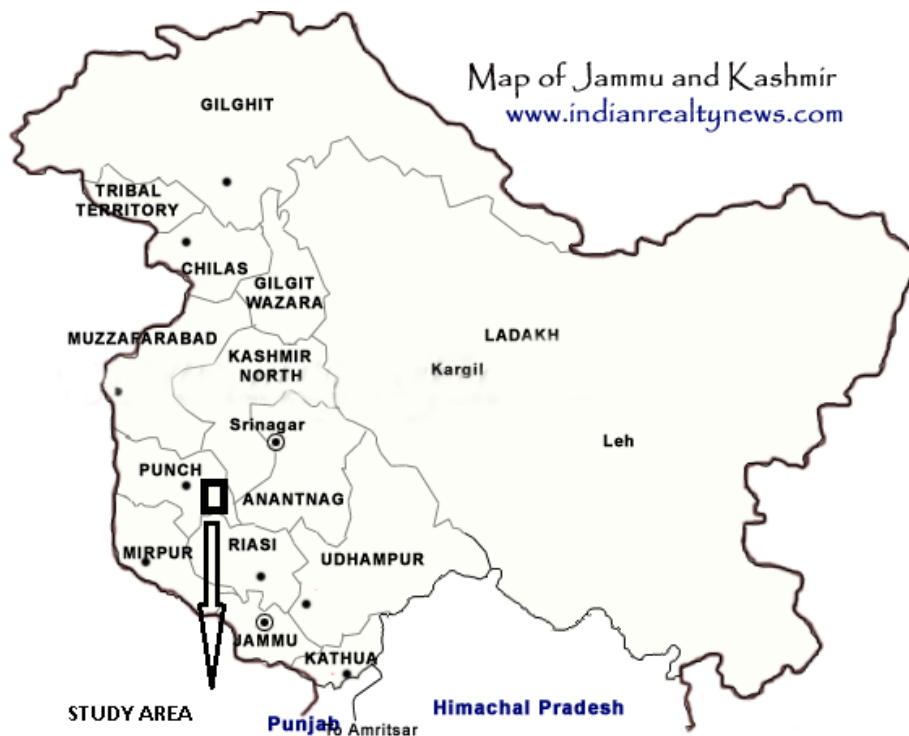 Map of Jammu and Kashmir
www.indianrealtynews.com
GILGHIT
TRIBAL
TERRITORY
CHILAS
GILGIT
WAZARA
MUZZAFARABAD
LADAKH
KASHMIR
NORTH
Kargil
Srinagar
Leh
PUNCH
ANANTNAG
MIRPUR
RIASI
UDHAMPUR
JAMMU
KATHUA
STUDY AREA
Punjab
Himachal Pradesh
To Amritsar